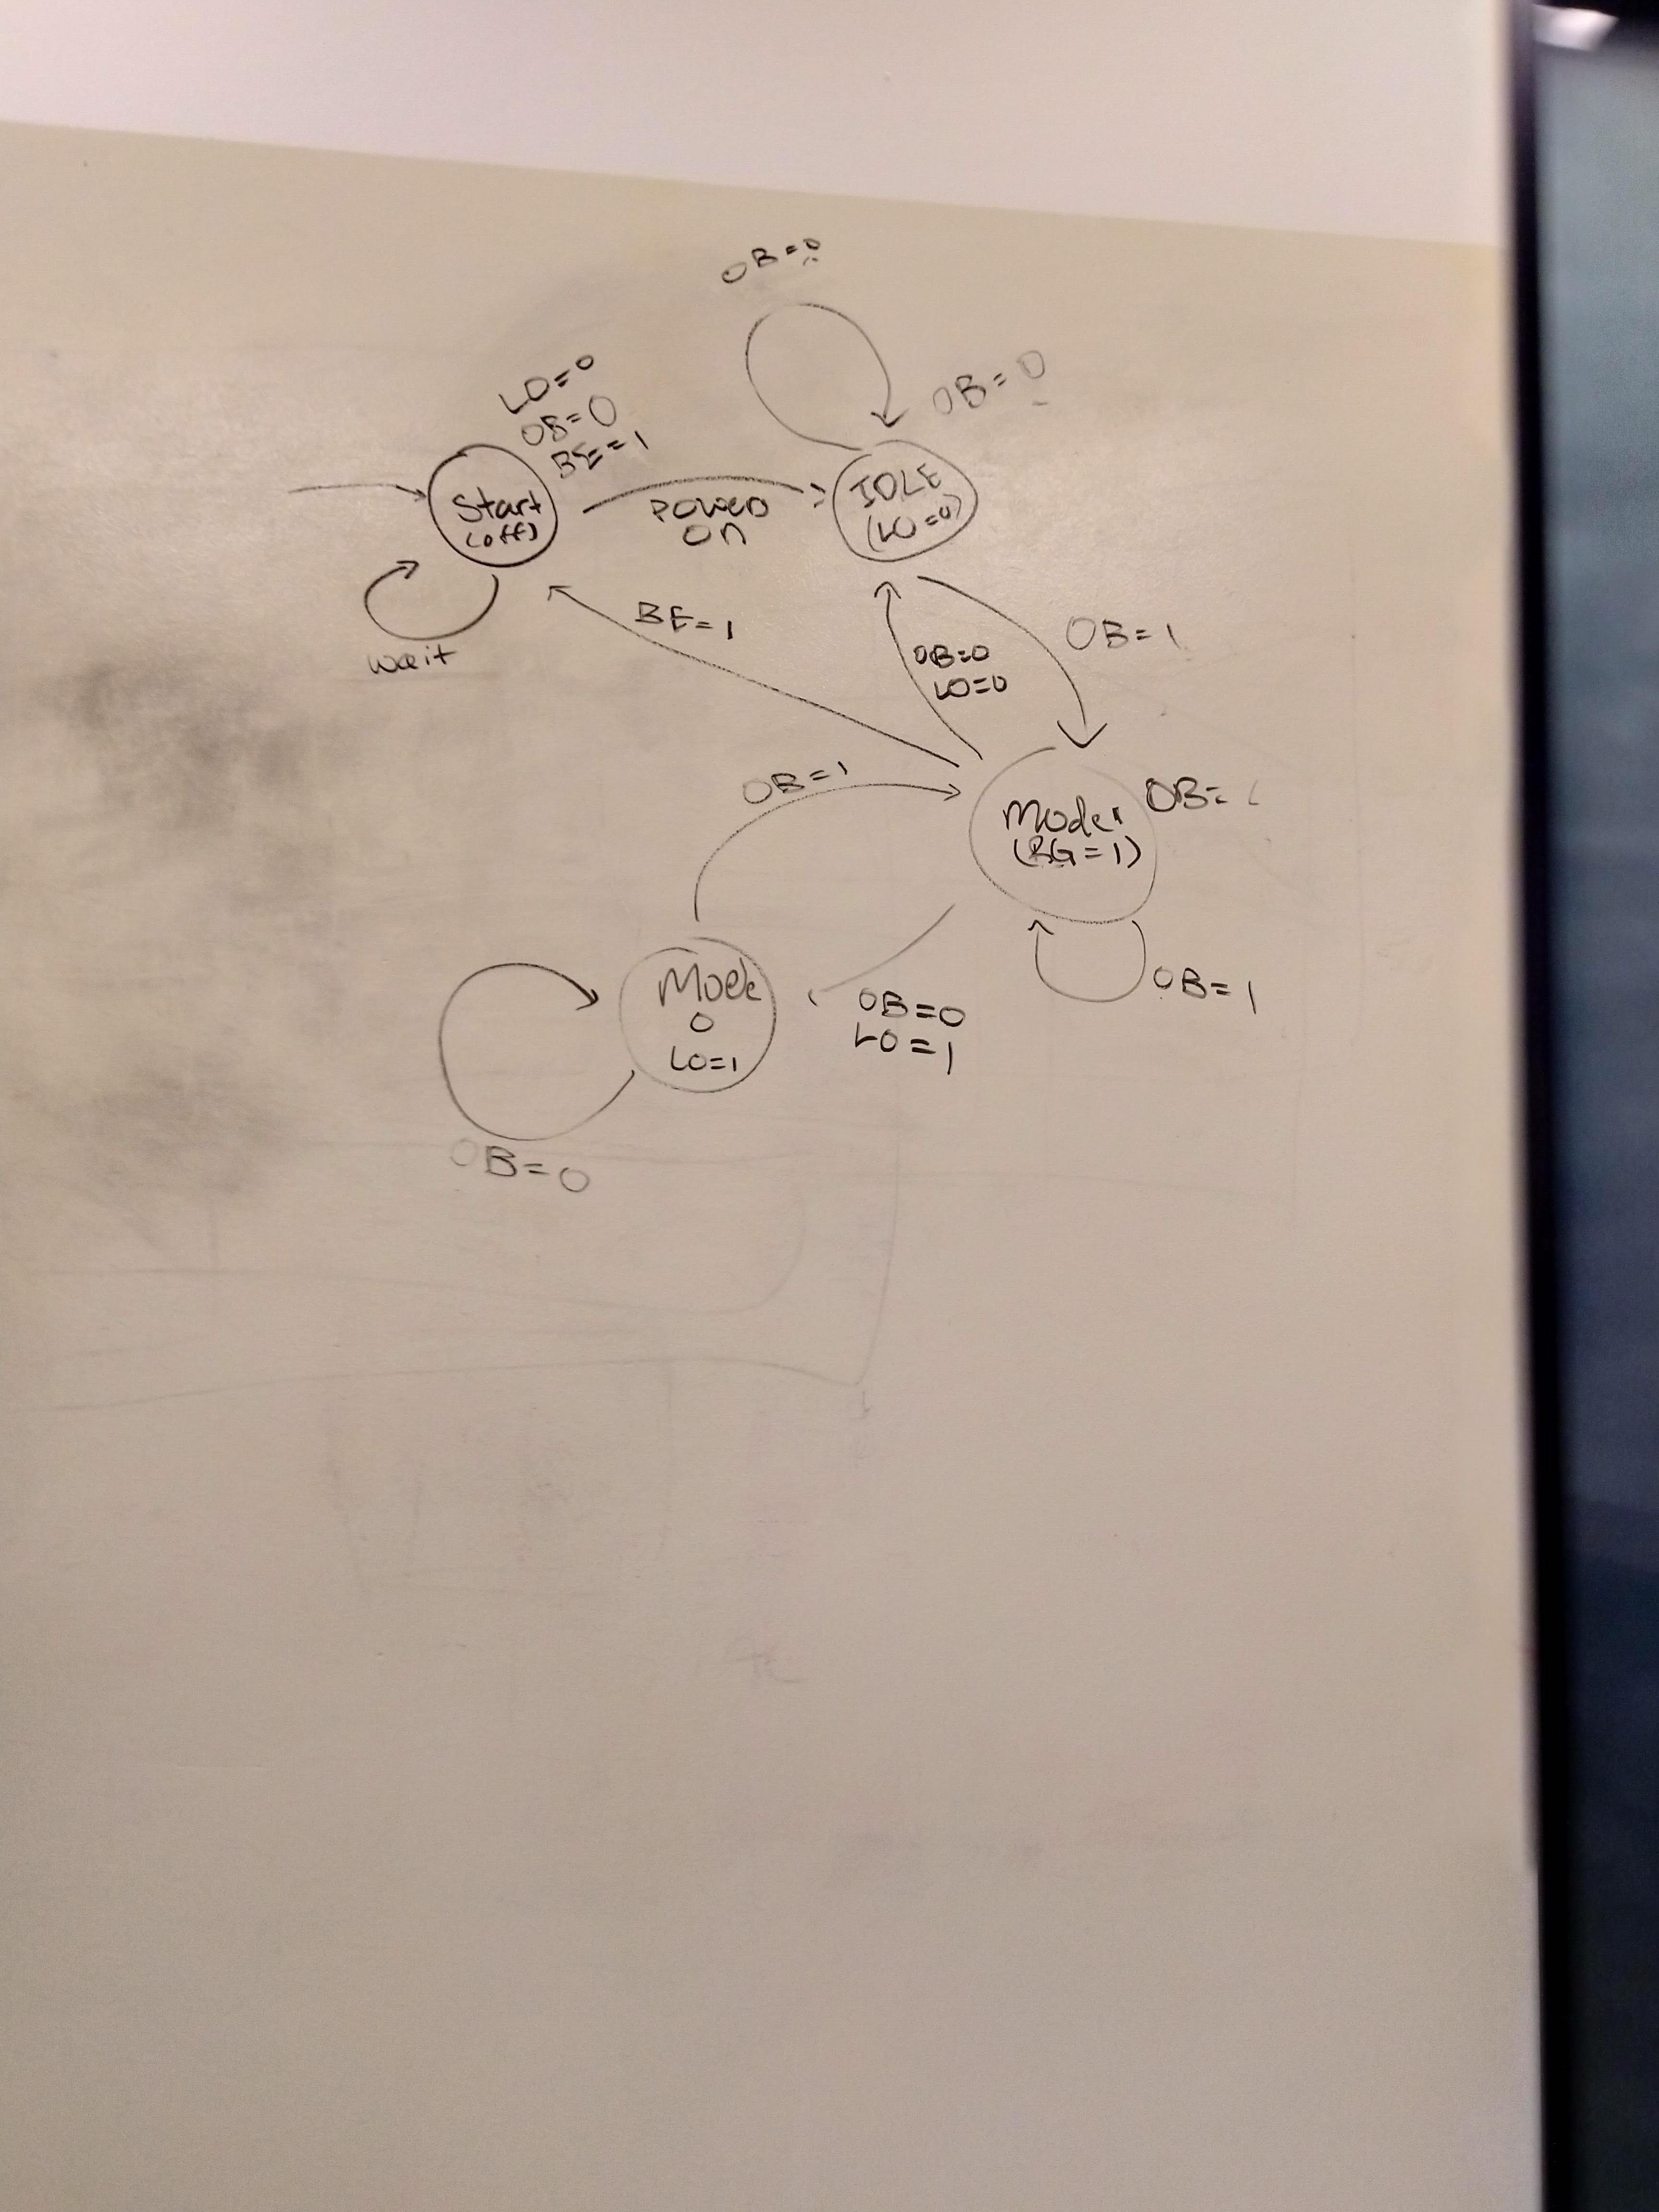 OB=0
LO=0
OB=0
BE=1
OB=0
Start
(off)
POWER
ON
IDLE
(LO=0)
wait
BE=1
OB=0
LO=0
OB=1
OB=1
Mode1
(BG=1)
OB=
OB=1
Mode
0
LO=1
OB=0
LO=1
OB=0